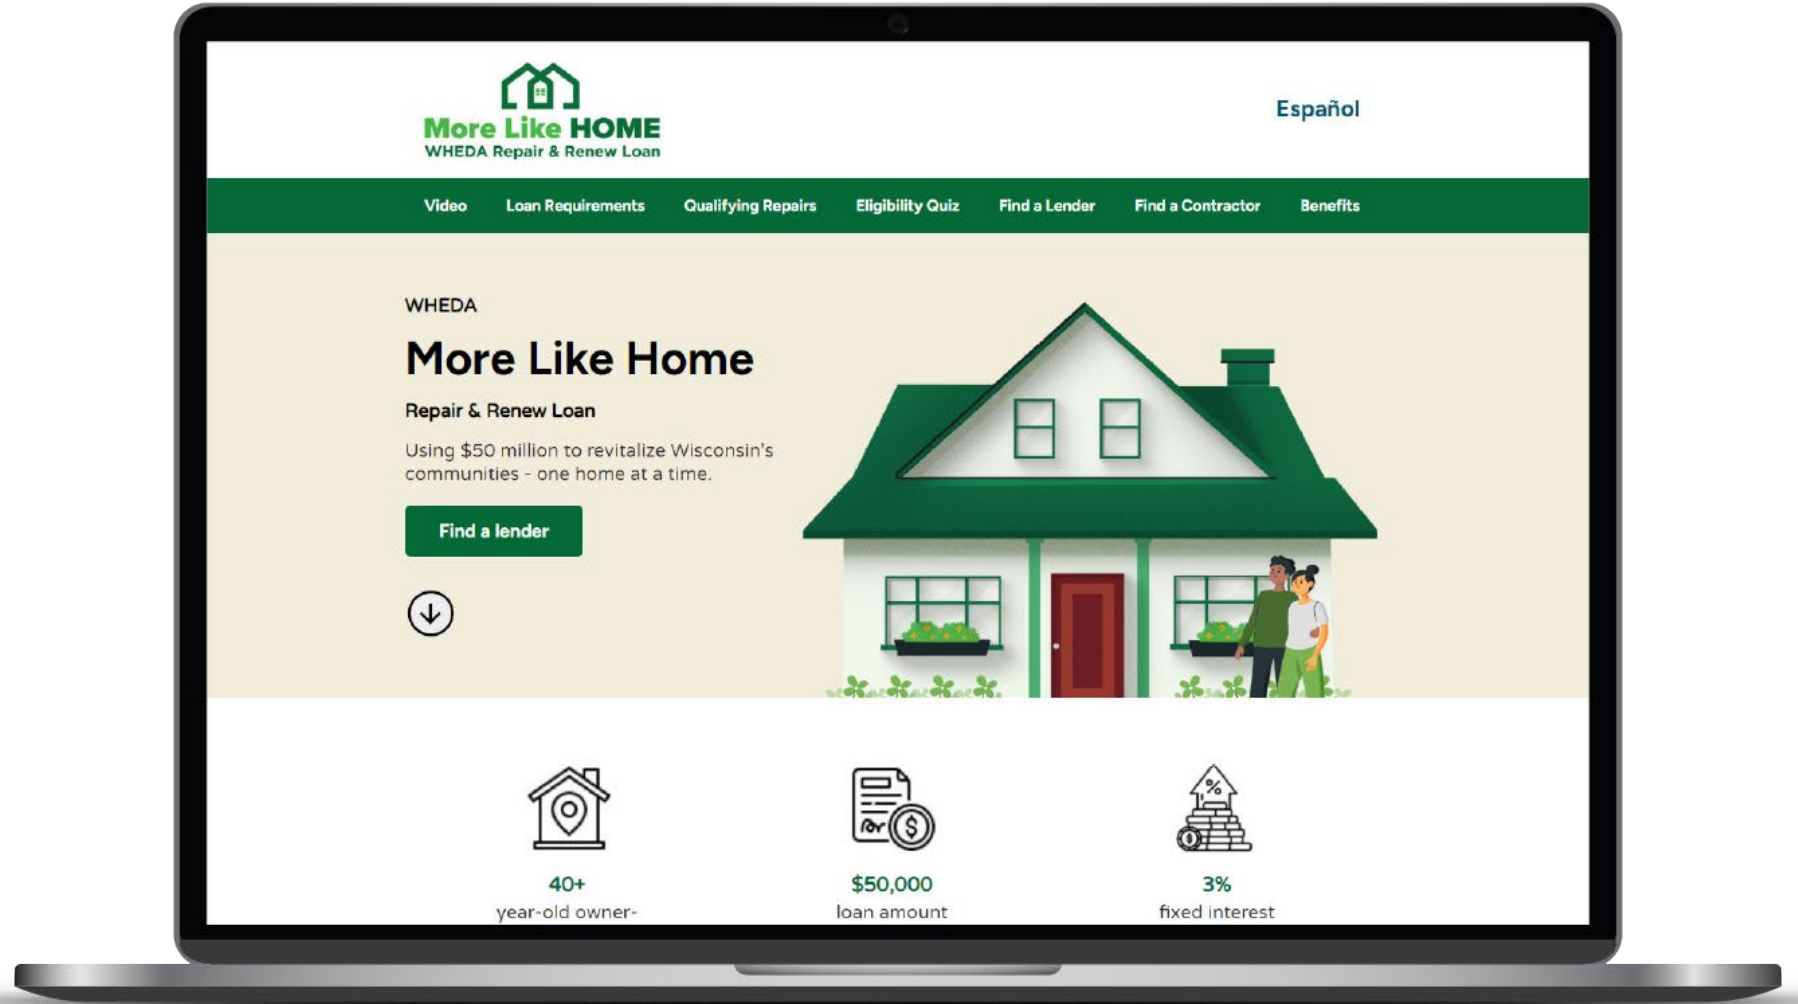 More Like HOME
WHEDA Repair & Renew Loan
Español
Video Loan Requirements Qualifying Repairs Eligibility Quiz Find a Lender Find a Contractor Benefits
WHEDA
More Like Home
Repair & Renew Loan
Using $50 million to revitalize Wisconsin's
communities - one home at a time.
Find a lender
40+
year-old owner-
$50,000
loan amount
3%
fixed interest